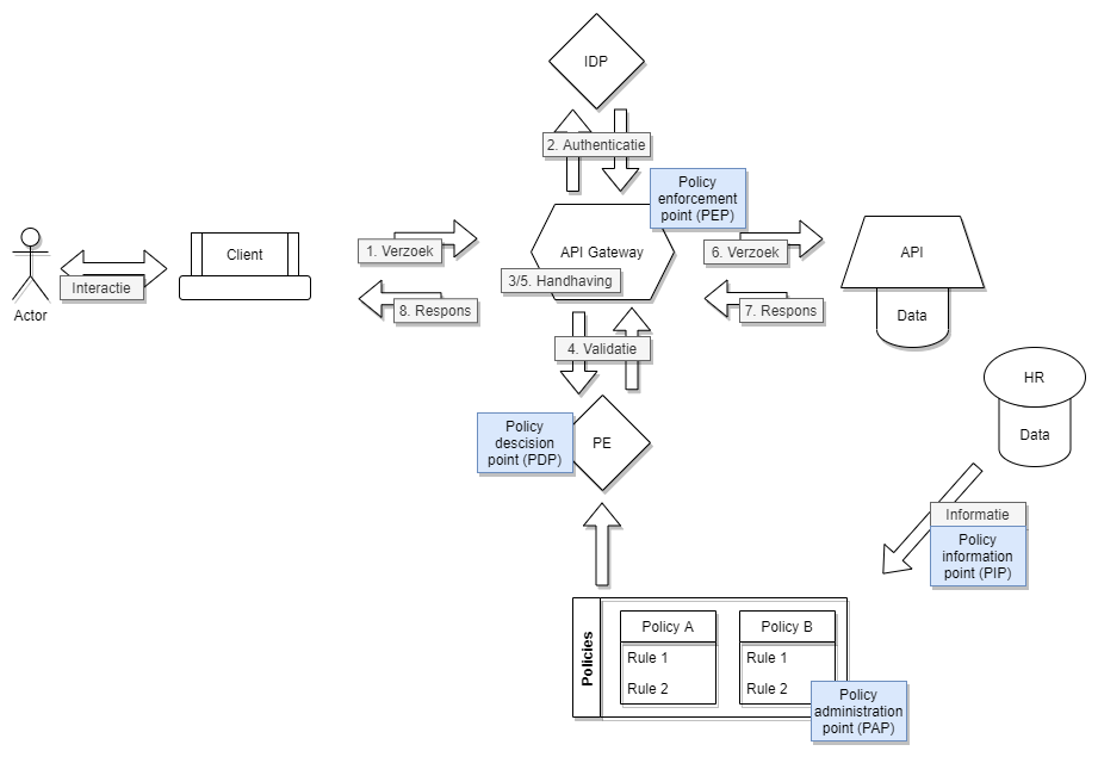 IDP
2. Authenticatie
Policy
enforcement
point (PEP)
Client
1. Verzoek
API Gateway
6. Verzoek
API
3/5. Handhaving
Interactie
8. Respons
7. Respons
Data
Actor
4. Validatie
HR
Data
Policy
descision
point (PDP)
PE
Informatie
Policy
information
point (PIP)
Policies
Policy A
Rule 1
Rule 2
Policy B
Rule 1
Rule 2
Policy
administration
point (PAP)